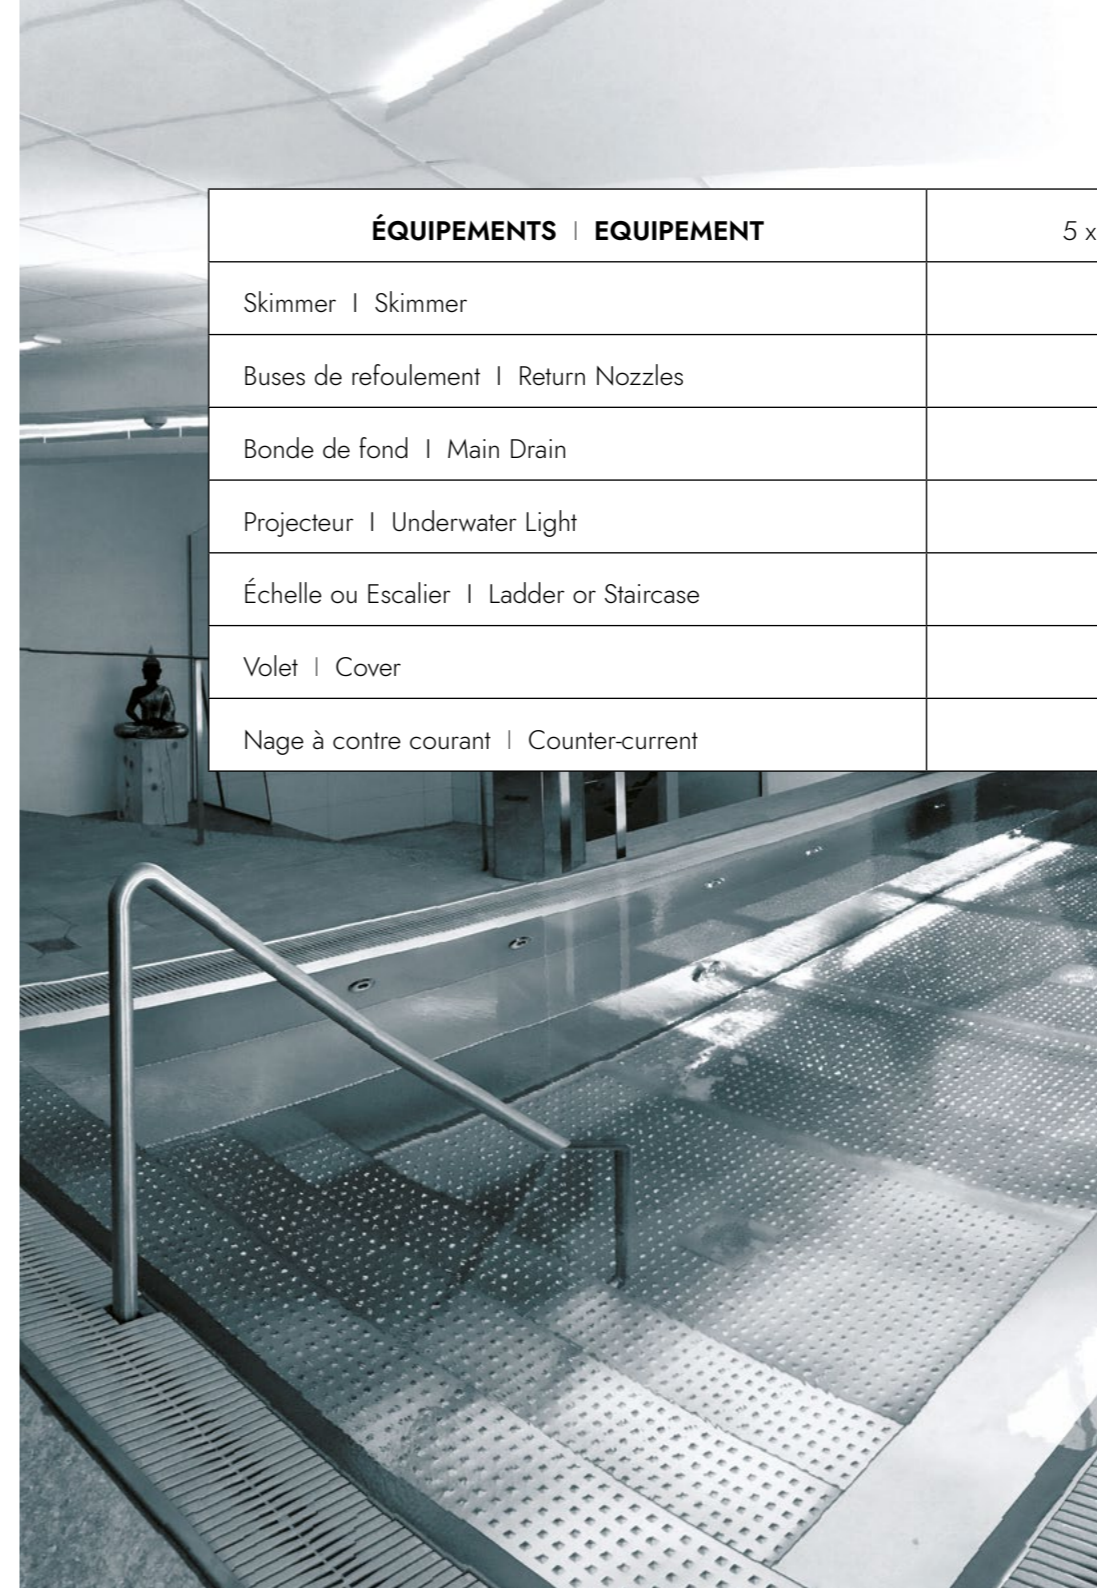 ÉQUIPEMENTS | EQUIPEMENT 5 x
Skimmer I Skimmer
Buses de refoulement I Return Nozzles
Bonde de fond I Main Drain
Projecteur I Underwater Light
Échelle ou Escalier I Ladder or Staircase
Volet | Cover
Nage à contre courant | Counter-current